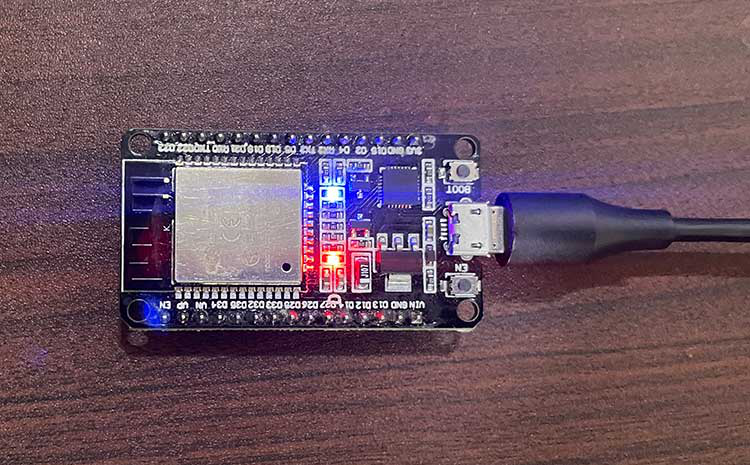 3V3 GND D15 D2 D4 RX2 TX2 D5 D18 D19 D21 RX0 TX0 D22 D23
BOOT
EN
VIN GND D13 D12 D14 D27 D26 D25 D33 D32 D35 D34 VN VP EN